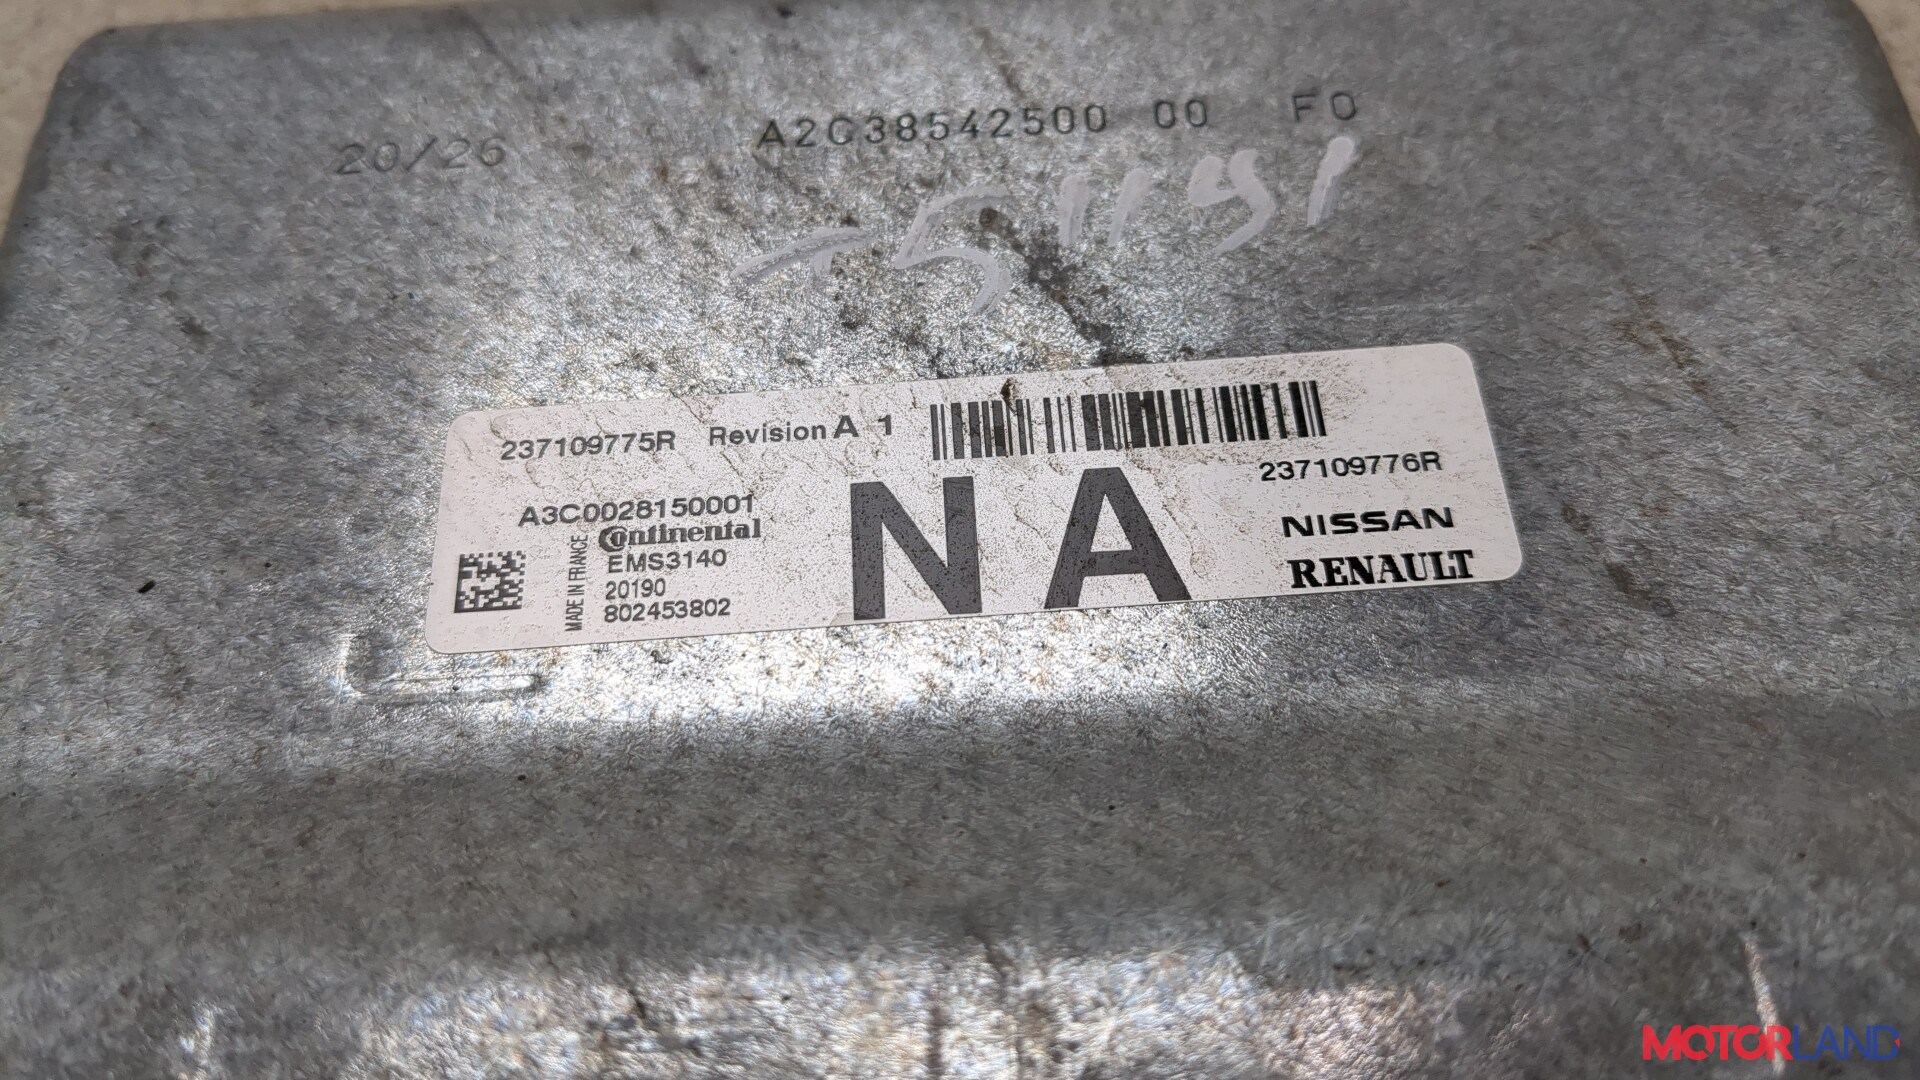 20/26 A2C38542500 00 F0
237109775R Revision A 1
237109776R
A3C0028150001
Continental
NISSAN
EMS3140
RENAULT
20190
802453802
MADE IN FRANCE
NA
MOTORLAND